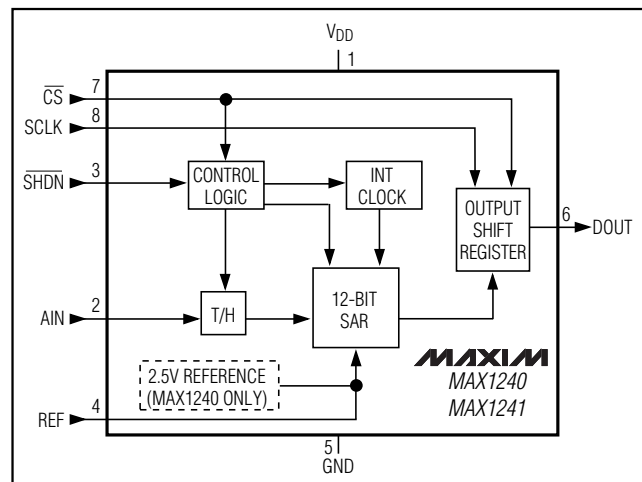 VDD
1
7
CS
8
SCLK
3
SHDN
CONTROL
LOGIC
INT
CLOCK
OUTPUT
SHIFT
REGISTER
6
DOUT
2
AIN
T/H
12-BIT
SAR
2.5V REFERENCE
(MAX1240 ONLY)
4
REF
MAXIM
MAX1240
MAX1241
5
GND